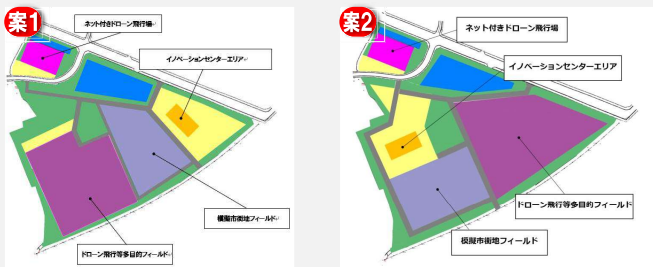 案1
ネット付きドローン飛行場
イノベーションセンターエリア
模擬市街地フィールド
ドローン飛行等多目的フィールド
案2
ネット付きドローン飛行場
イノベーションセンターエリア
ドローン飛行等多目的フィールド
模擬市街地フィールド